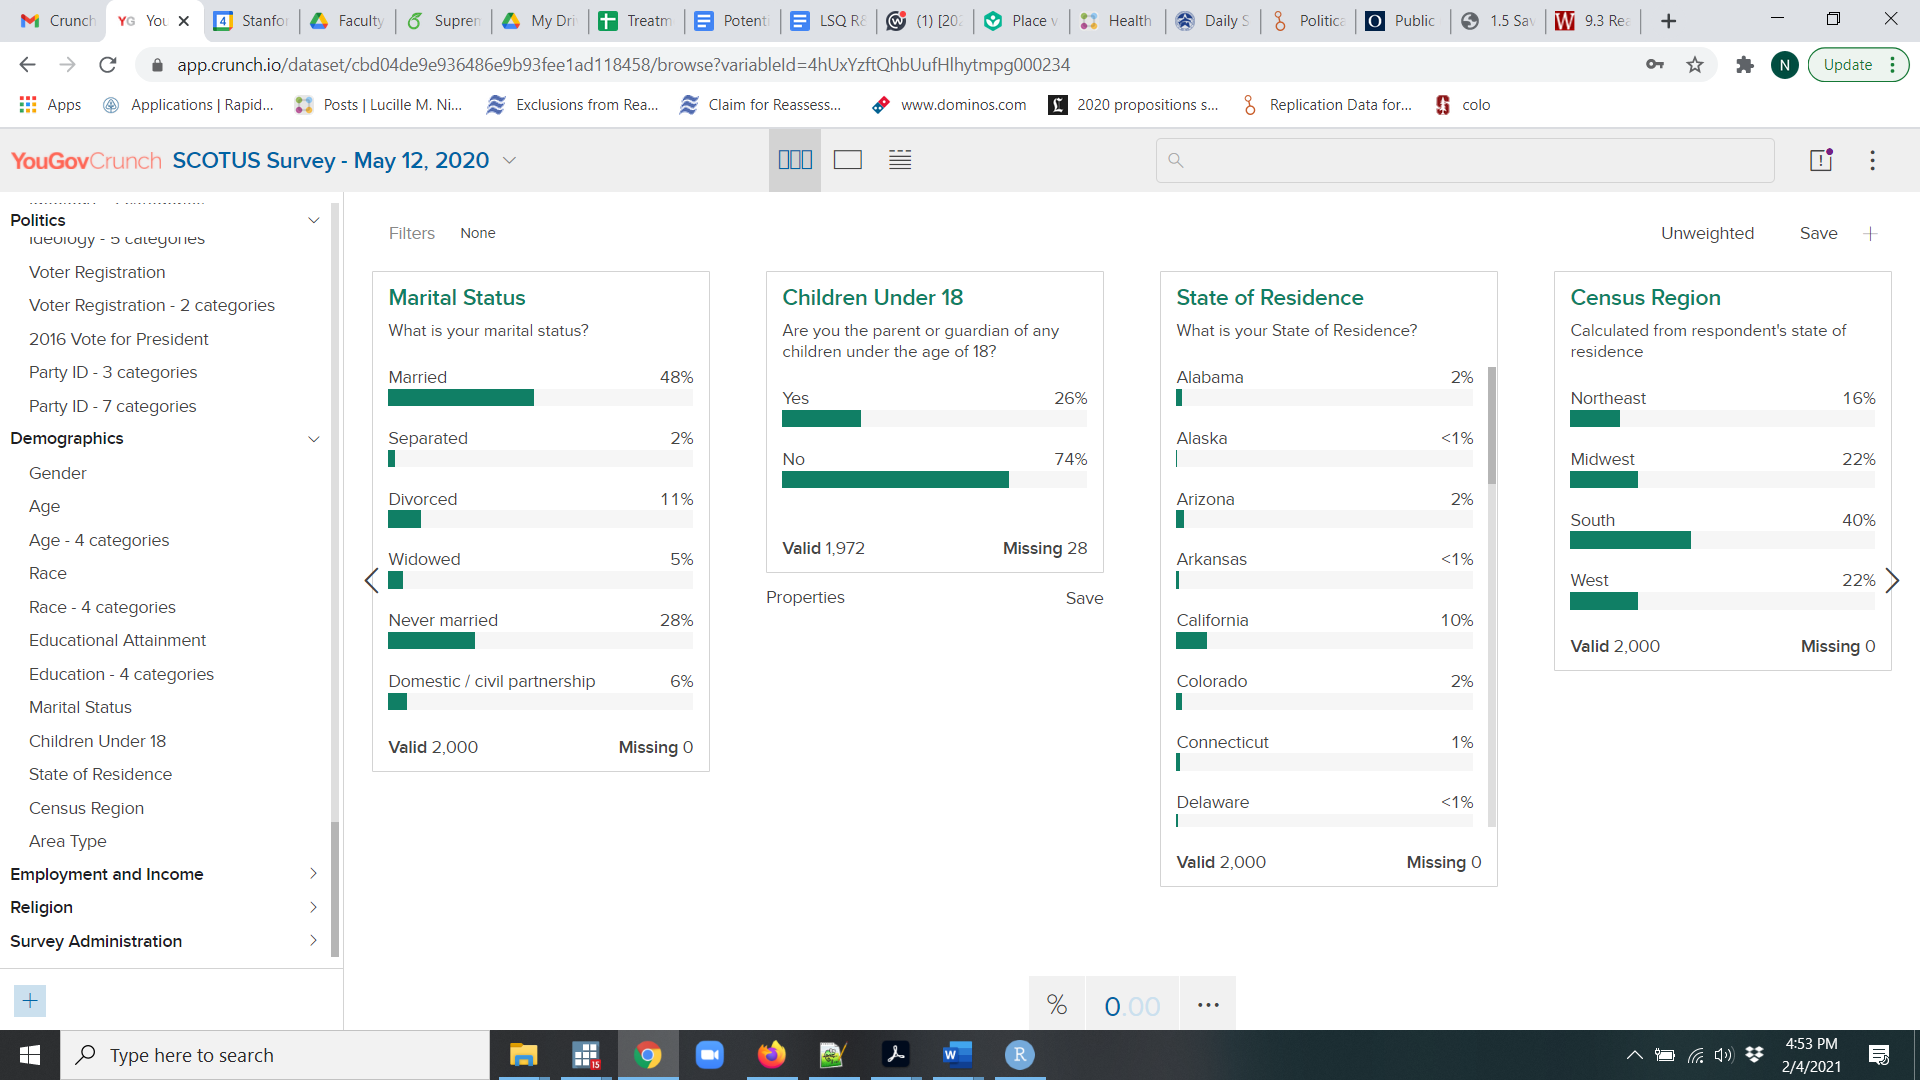 Crunch
YG You
4 Stanfo
Faculty
Suprem
My Dri
Treatm
Potenti
LSQ R&
(1) [202
Place v
Health
Daily S
Politica
Public
1.5 Sav
9.3 Rea
app.crunch.io/dataset/cbd04de9e936486e9b93fee1ad118458/browse?variableId=4hUxYzftQhbUufHlhytmpg000234
N
Update
Apps
Applications | Rapid...
Posts | Lucille M. Ni...
Exclusions from Rea...
Claim for Reassess...
www.dominos.com
2020 propositions s...
Replication Data for...
colo
YouGovCrunch SCOTUS Survey - May 12, 2020
Politics
Ideology - 5 categories
Voter Registration
Voter Registration - 2 categories
2016 Vote for President
Party ID - 3 categories
Party ID - 7 categories
Demographics
Gender
Age
Age - 4 categories
Race
Race - 4 categories
Educational Attainment
Education - 4 categories
Marital Status
Children Under 18
State of Residence
Census Region
Area Type
Employment and Income
Religion
Survey Administration
Filters None
Unweighted Save
Marital Status
What is your marital status?
Married 48%
Separated 2%
Divorced 11%
Widowed 5%
Never married 28%
Domestic / civil partnership 6%
Valid 2,000 Missing 0
Children Under 18
Are you the parent or guardian of any
children under the age of 18?
Yes 26%
No 74%
Valid 1,972 Missing 28
Properties Save
State of Residence
What is your State of Residence?
Alabama 2%
Alaska <1%
Arizona 2%
Arkansas <1%
California 10%
Colorado 2%
Connecticut 1%
Delaware <1%
Valid 2,000 Missing 0
Census Region
Calculated from respondent's state of
residence
Northeast 16%
Midwest 22%
South 40%
West 22%
Valid 2,000 Missing 0
% 0.00 ...
Type here to search
15
W
R
4:53 PM
2/4/2021